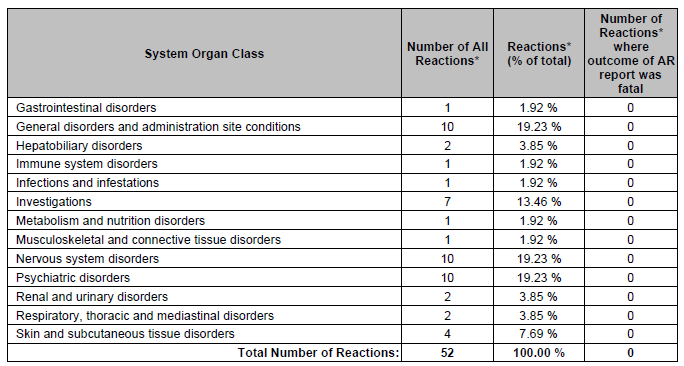 System Organ Class Number of All Reactions* Reactions* (% of total) Number of Reactions* where outcome of AR report was fatal
Gastrointestinal disorders 1 1.92 % 0
General disorders and administration site conditions 10 19.23 % 0
Hepatobiliary disorders 2 3.85 % 0
Immune system disorders 1 1.92 % 0
Infections and infestations 1 1.92 % 0
Investigations 7 13.46 % 0
Metabolism and nutrition disorders 1 1.92 % 0
Musculoskeletal and connective tissue disorders 1 1.92 % 0
Nervous system disorders 10 19.23 % 0
Psychiatric disorders 10 19.23 % 0
Renal and urinary disorders 2 3.85 % 0
Respiratory, thoracic and mediastinal disorders 2 3.85 % 0
Skin and subcutaneous tissue disorders 4 7.69 % 0
Total Number of Reactions: 52 100.00 % 0